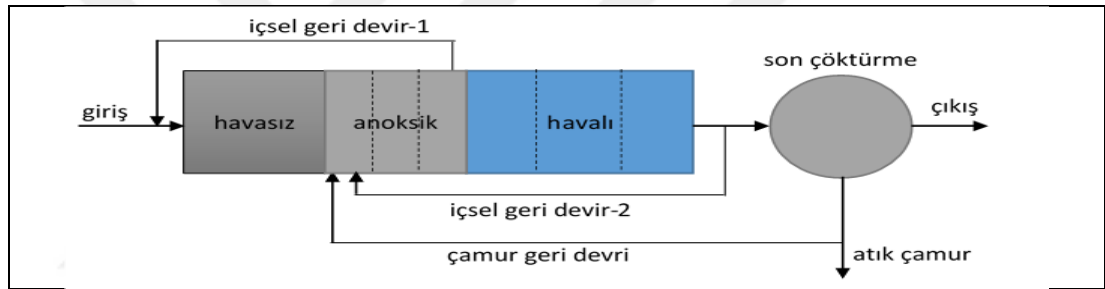 içsel geri devir-1
son çöktürme
giriş
havasız
anoksik
havalı
çıkış
içsel geri devir-2
çamur geri devri
atık çamur